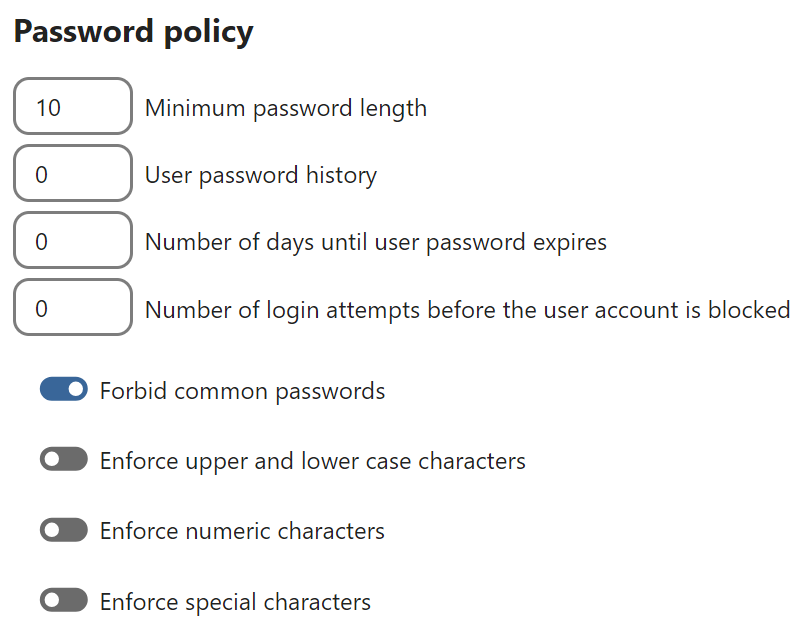 Password policy
10 Minimum password length
0 User password history
0 Number of days until user password expires
0 Number of login attempts before the user account is blocked
Forbid common passwords
Enforce upper and lower case characters
Enforce numeric characters
Enforce special characters